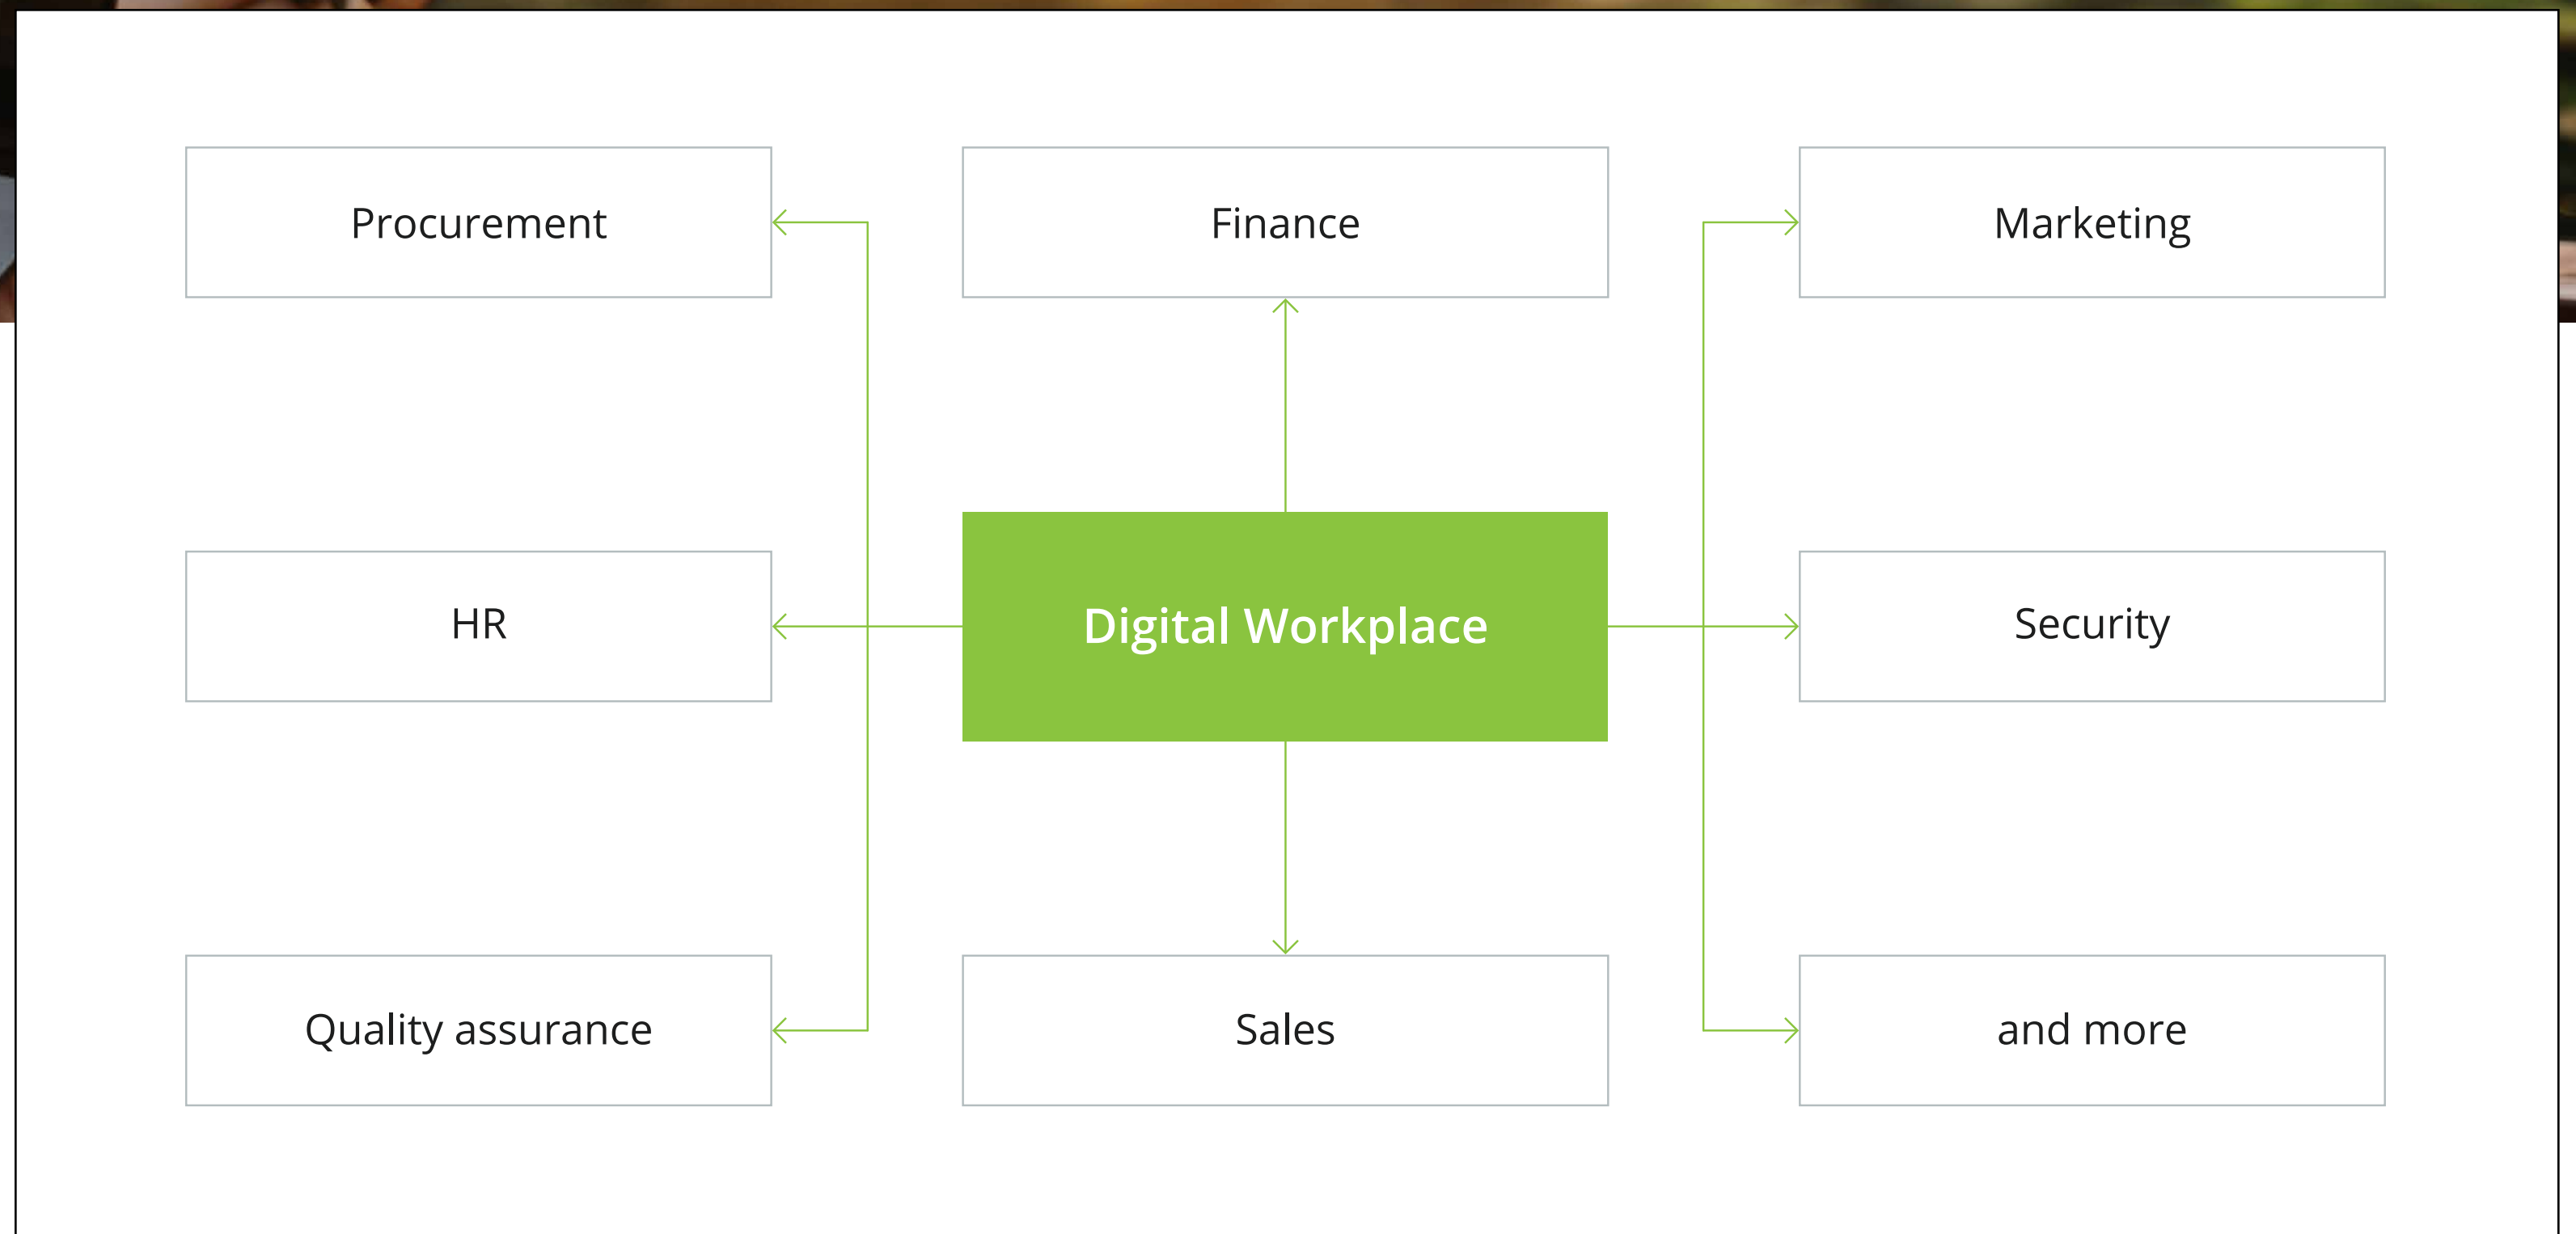 Procurement
Finance
Marketing
HR
Digital Workplace
Security
Quality assurance
Sales
and more